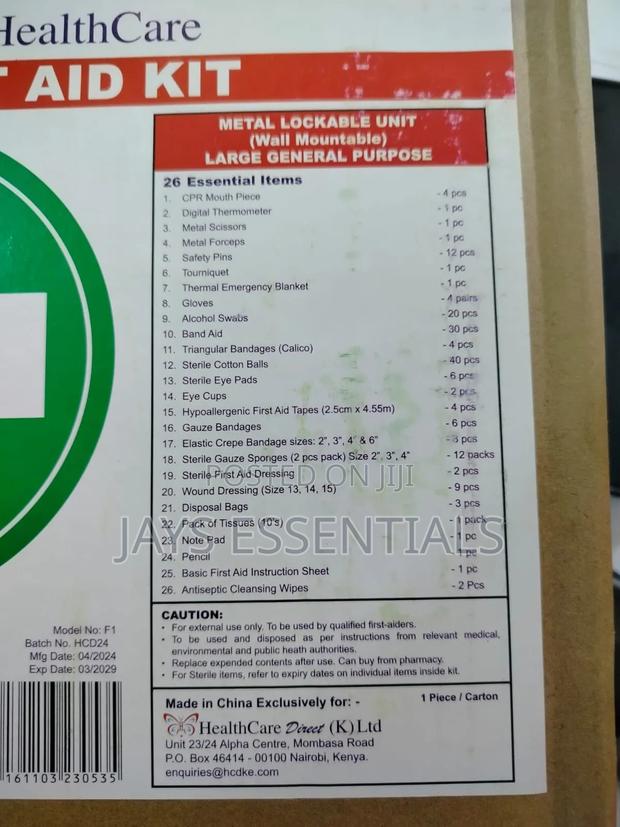 HealthCare
T AID KIT
METAL LOCKABLE UNIT
(Wall Mountable)
LARGE GENERAL PURPOSE
26 Essential Items
1. CPR Mouth Piece - 4 pcs
2. Digital Thermometer - 1 pc
3. Metal Scissors - 1 pc
4. Metal Forceps - 1 pc
5. Safety Pins - 12 pcs
6. Tourniquet - 1 pc
7. Thermal Emergency Blanket - 1 pc
8. Gloves - 4 pairs
9. Alcohol Swabs - 20 pcs
10. Band Aid - 30 pcs
11. Triangular Bandages (Calico) - 4 pcs
12. Sterile Cotton Balls - 40 pcs
13. Sterile Eye Pads - 6 pcs
14. Eye Cups - 2 pcs
15. Hypoallergenic First Aid Tapes (2.5cm x 4.55m) - 4 pcs
16. Gauze Bandages - 6 pcs
17. Elastic Crepe Bandage sizes: 2", 3", 4" & 6" - 3 pcs
18. Sterile Gauze Sponges (2 pcs pack) Size 2", 3", 4" - 12 packs
19. Sterile First Aid Dressing - 2 pcs
20. Wound Dressing (Size 13, 14, 15) - 9 pcs
21. Disposal Bags - 3 pcs
22. Pack of Tissues (10's) - 1 pack
23. Note Pad - 1 pc
24. Pencil - 1 pc
25. Basic First Aid Instruction Sheet - 1 pc
26. Antiseptic Cleansing Wipes - 2 Pcs
POSTED ON JIJI
JAYS ESSENTIALS
CAUTION:
• For external use only. To be used by qualified first-aiders.
• To be used and disposed as per instructions from relevant medical,
environmental and public heath authorities.
• Replace expended contents after use. Can buy from pharmacy.
• For Sterile items, refer to expiry dates on individual items inside kit.
Model No: F1
Batch No. HCD24
Mfg Date: 04/2024
Exp Date: 03/2029
161103 230535
Made in China Exclusively for: - 1 Piece / Carton
HealthCare Direct (K) Ltd
Unit 23/24 Alpha Centre, Mombasa Road
P.O. Box 46414 - 00100 Nairobi, Kenya.
enquiries@hcdke.com